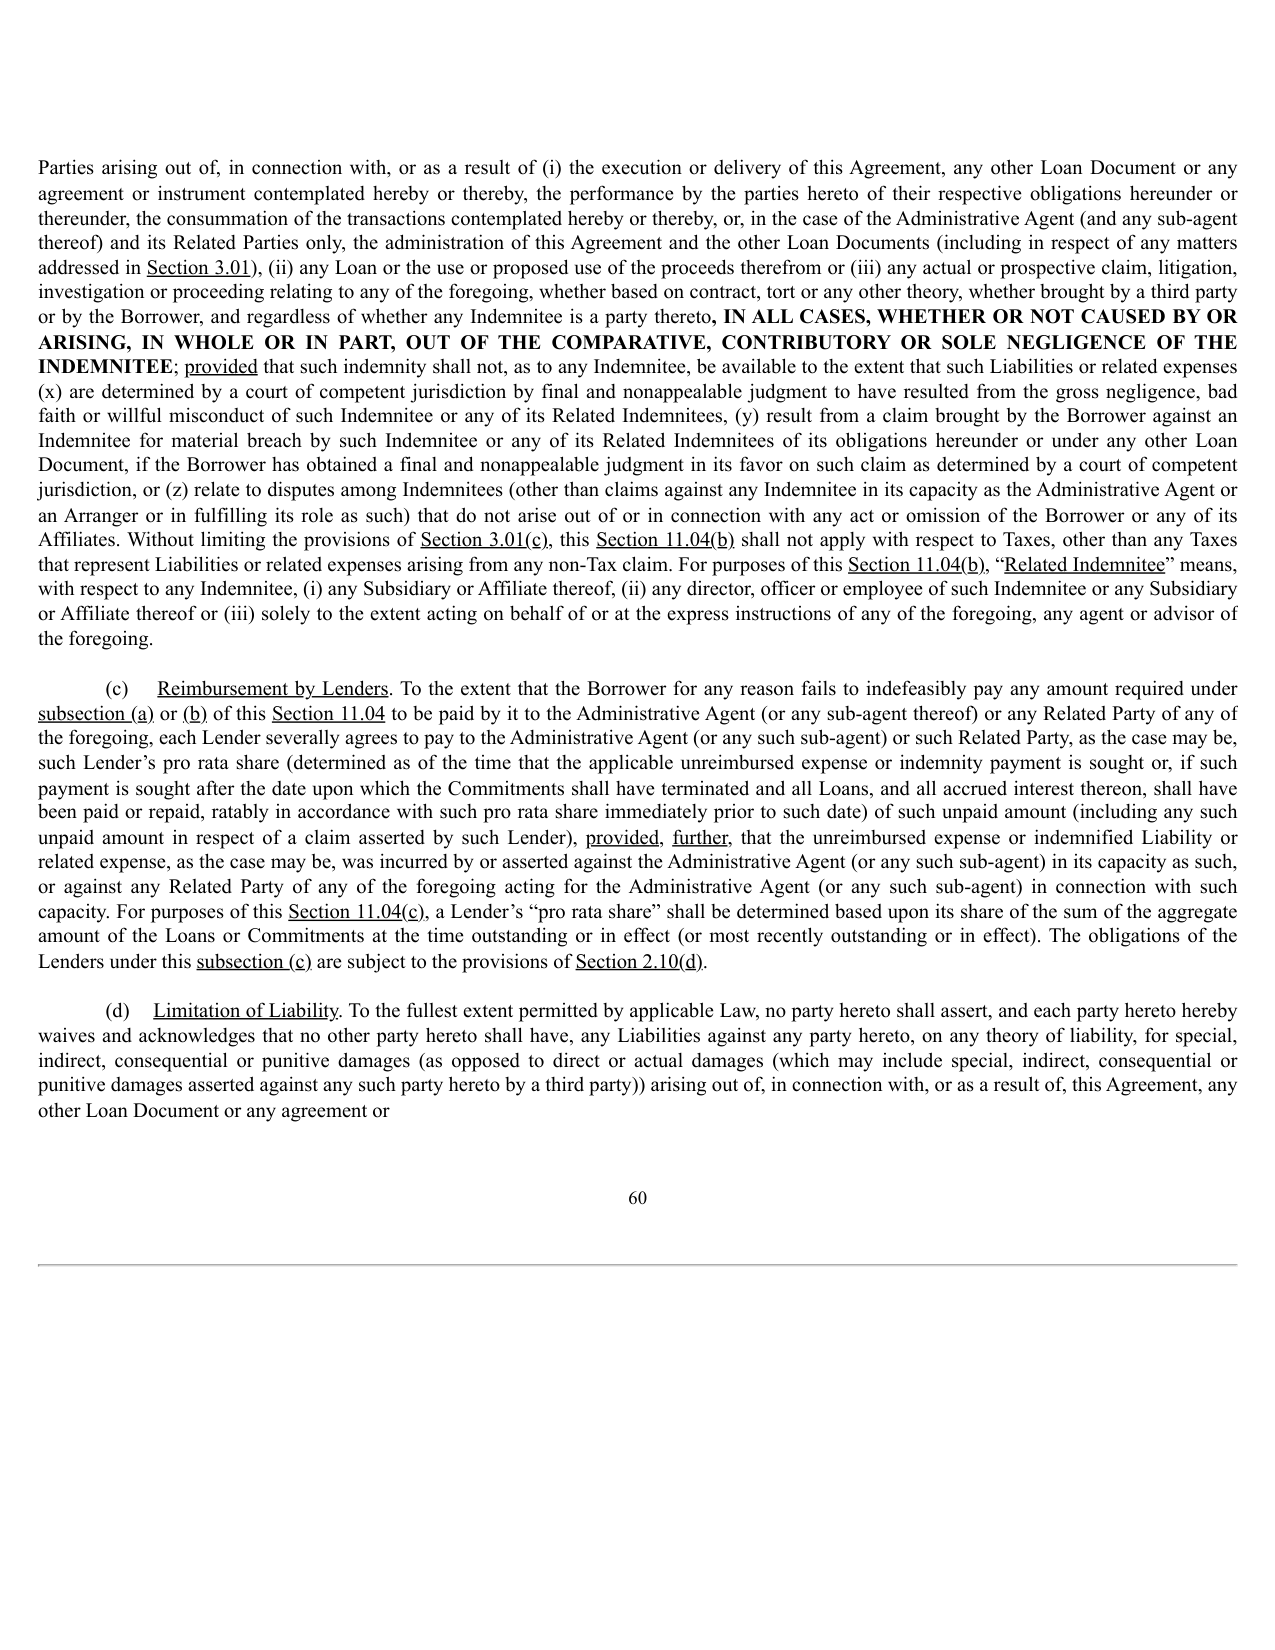 Parties arising out of, in connection with, or as a result of (i) the execution or delivery of this Agreement, any other Loan Document or any
agreement or instrument contemplated hereby or thereby, the performance by the parties hereto of their respective obligations hereunder or
thereunder, the consummation of the transactions contemplated hereby or thereby, or, in the case of the Administrative Agent (and any sub-agent
thereof) and its Related Parties only, the administration of this Agreement and the other Loan Documents (including in respect of any matters
addressed in Section 3.01), (ii) any Loan or the use or proposed use of the proceeds therefrom or (iii) any actual or prospective claim, litigation,
investigation or proceeding relating to any of the foregoing, whether based on contract, tort or any other theory, whether brought by a third party
or by the Borrower, and regardless of whether any Indemnitee is a party thereto, IN ALL CASES, WHETHER OR NOT CAUSED BY OR
ARISING, IN WHOLE OR IN PART, OUT OF THE COMPARATIVE, CONTRIBUTORY OR SOLE NEGLIGENCE OF THE
INDEMNITEE; provided that such indemnity shall not, as to any Indemnitee, be available to the extent that such Liabilities or related expenses
(x) are determined by a court of competent jurisdiction by final and nonappealable judgment to have resulted from the gross negligence, bad
faith or willful misconduct of such Indemnitee or any of its Related Indemnitees, (y) result from a claim brought by the Borrower against an
Indemnitee for material breach by such Indemnitee or any of its Related Indemnitees of its obligations hereunder or under any other Loan
Document, if the Borrower has obtained a final and nonappealable judgment in its favor on such claim as determined by a court of competent
jurisdiction, or (z) relate to disputes among Indemnitees (other than claims against any Indemnitee in its capacity as the Administrative Agent or
an Arranger or in fulfilling its role as such) that do not arise out of or in connection with any act or omission of the Borrower or any of its
Affiliates. Without limiting the provisions of Section 3.01(c), this Section 11.04(b) shall not apply with respect to Taxes, other than any Taxes
that represent Liabilities or related expenses arising from any non-Tax claim. For purposes of this Section 11.04(b), “Related Indemnitee” means,
with respect to any Indemnitee, (i) any Subsidiary or Affiliate thereof, (ii) any director, officer or employee of such Indemnitee or any Subsidiary
or Affiliate thereof or (iii) solely to the extent acting on behalf of or at the express instructions of any of the foregoing, any agent or advisor of
the foregoing.
(c) Reimbursement by Lenders. To the extent that the Borrower for any reason fails to indefeasibly pay any amount required under
subsection (a) or (b) of this Section 11.04 to be paid by it to the Administrative Agent (or any sub-agent thereof) or any Related Party of any of
the foregoing, each Lender severally agrees to pay to the Administrative Agent (or any such sub-agent) or such Related Party, as the case may be,
such Lender’s pro rata share (determined as of the time that the applicable unreimbursed expense or indemnity payment is sought or, if such
payment is sought after the date upon which the Commitments shall have terminated and all Loans, and all accrued interest thereon, shall have
been paid or repaid, ratably in accordance with such pro rata share immediately prior to such date) of such unpaid amount (including any such
unpaid amount in respect of a claim asserted by such Lender), provided, further, that the unreimbursed expense or indemnified Liability or
related expense, as the case may be, was incurred by or asserted against the Administrative Agent (or any such sub-agent) in its capacity as such,
or against any Related Party of any of the foregoing acting for the Administrative Agent (or any such sub-agent) in connection with such
capacity. For purposes of this Section 11.04(c), a Lender’s “pro rata share” shall be determined based upon its share of the sum of the aggregate
amount of the Loans or Commitments at the time outstanding or in effect (or most recently outstanding or in effect). The obligations of the
Lenders under this subsection (c) are subject to the provisions of Section 2.10(d).
(d) Limitation of Liability. To the fullest extent permitted by applicable Law, no party hereto shall assert, and each party hereto hereby
waives and acknowledges that no other party hereto shall have, any Liabilities against any party hereto, on any theory of liability, for special,
indirect, consequential or punitive damages (as opposed to direct or actual damages (which may include special, indirect, consequential or
punitive damages asserted against any such party hereto by a third party)) arising out of, in connection with, or as a result of, this Agreement, any
other Loan Document or any agreement or
60